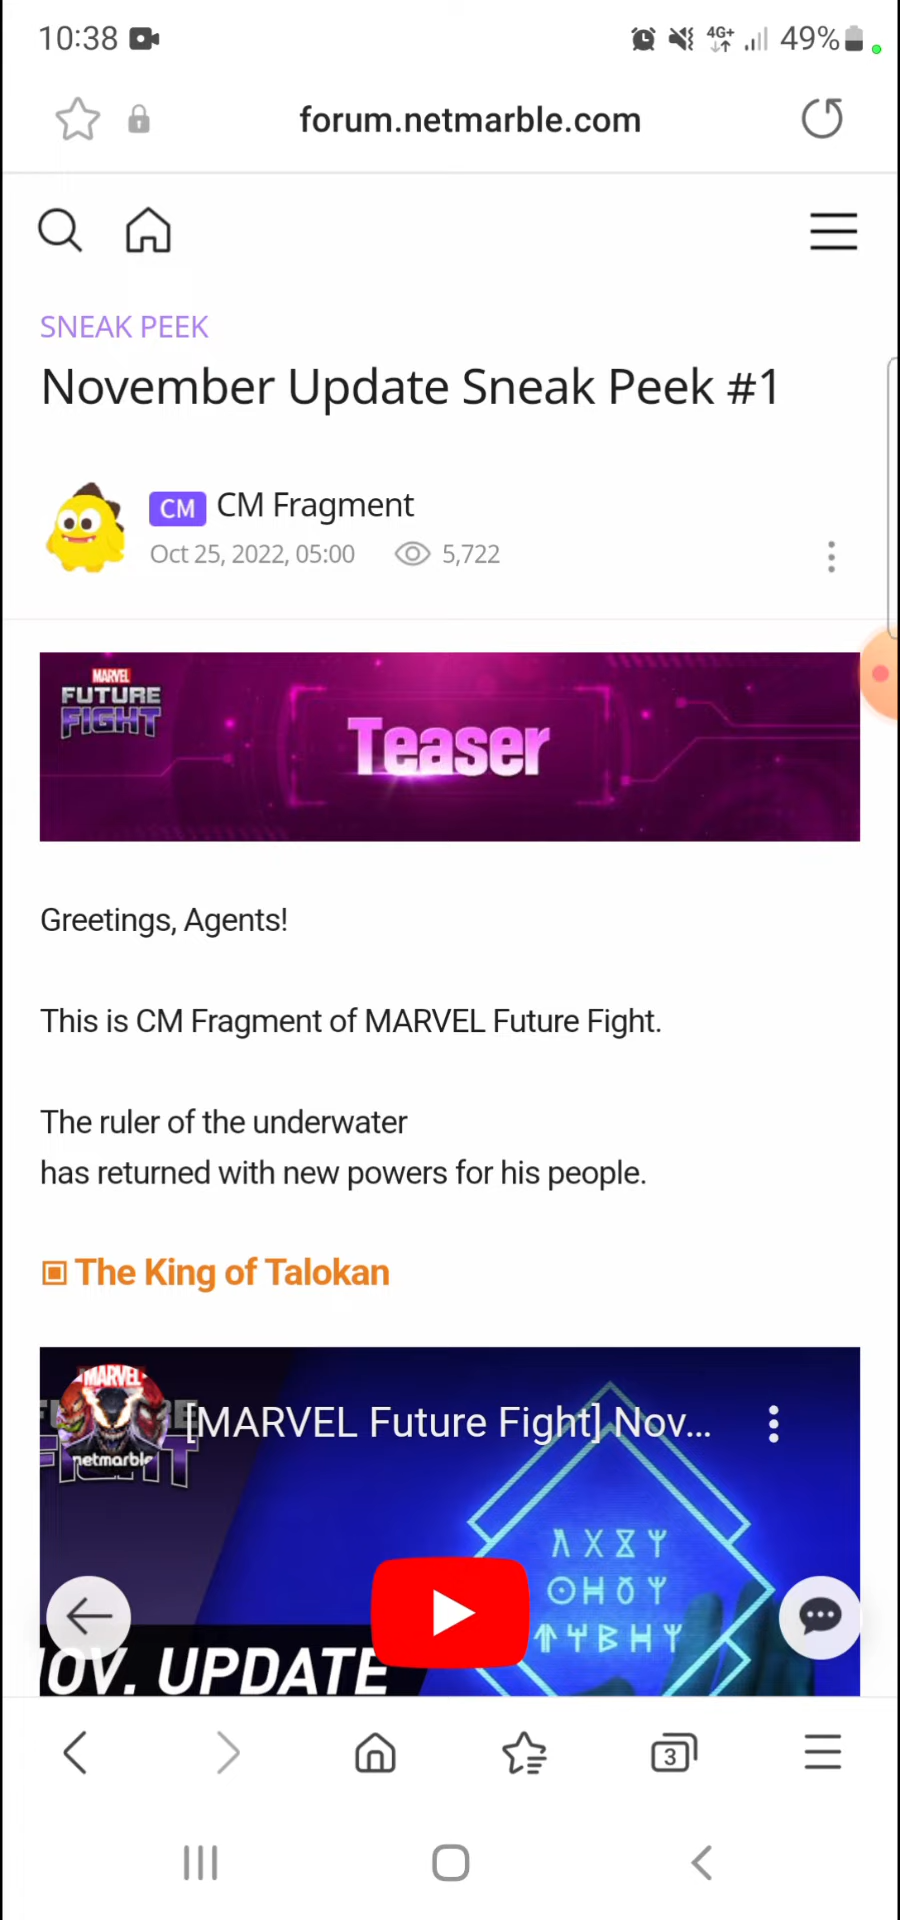 10:38
4G+
49%
forum.netmarble.com
SNEAK PEEK
November Update Sneak Peek #1
CM CM Fragment
Oct 25, 2022, 05:00 5,722
MARVEL
FUTURE
FIGHT
Teaser
Greetings, Agents!
This is CM Fragment of MARVEL Future Fight.
The ruler of the underwater
has returned with new powers for his people.
The King of Talokan
MARVEL
netmarble
[MARVEL Future Fight] Nov...
OV. UPDATE
3